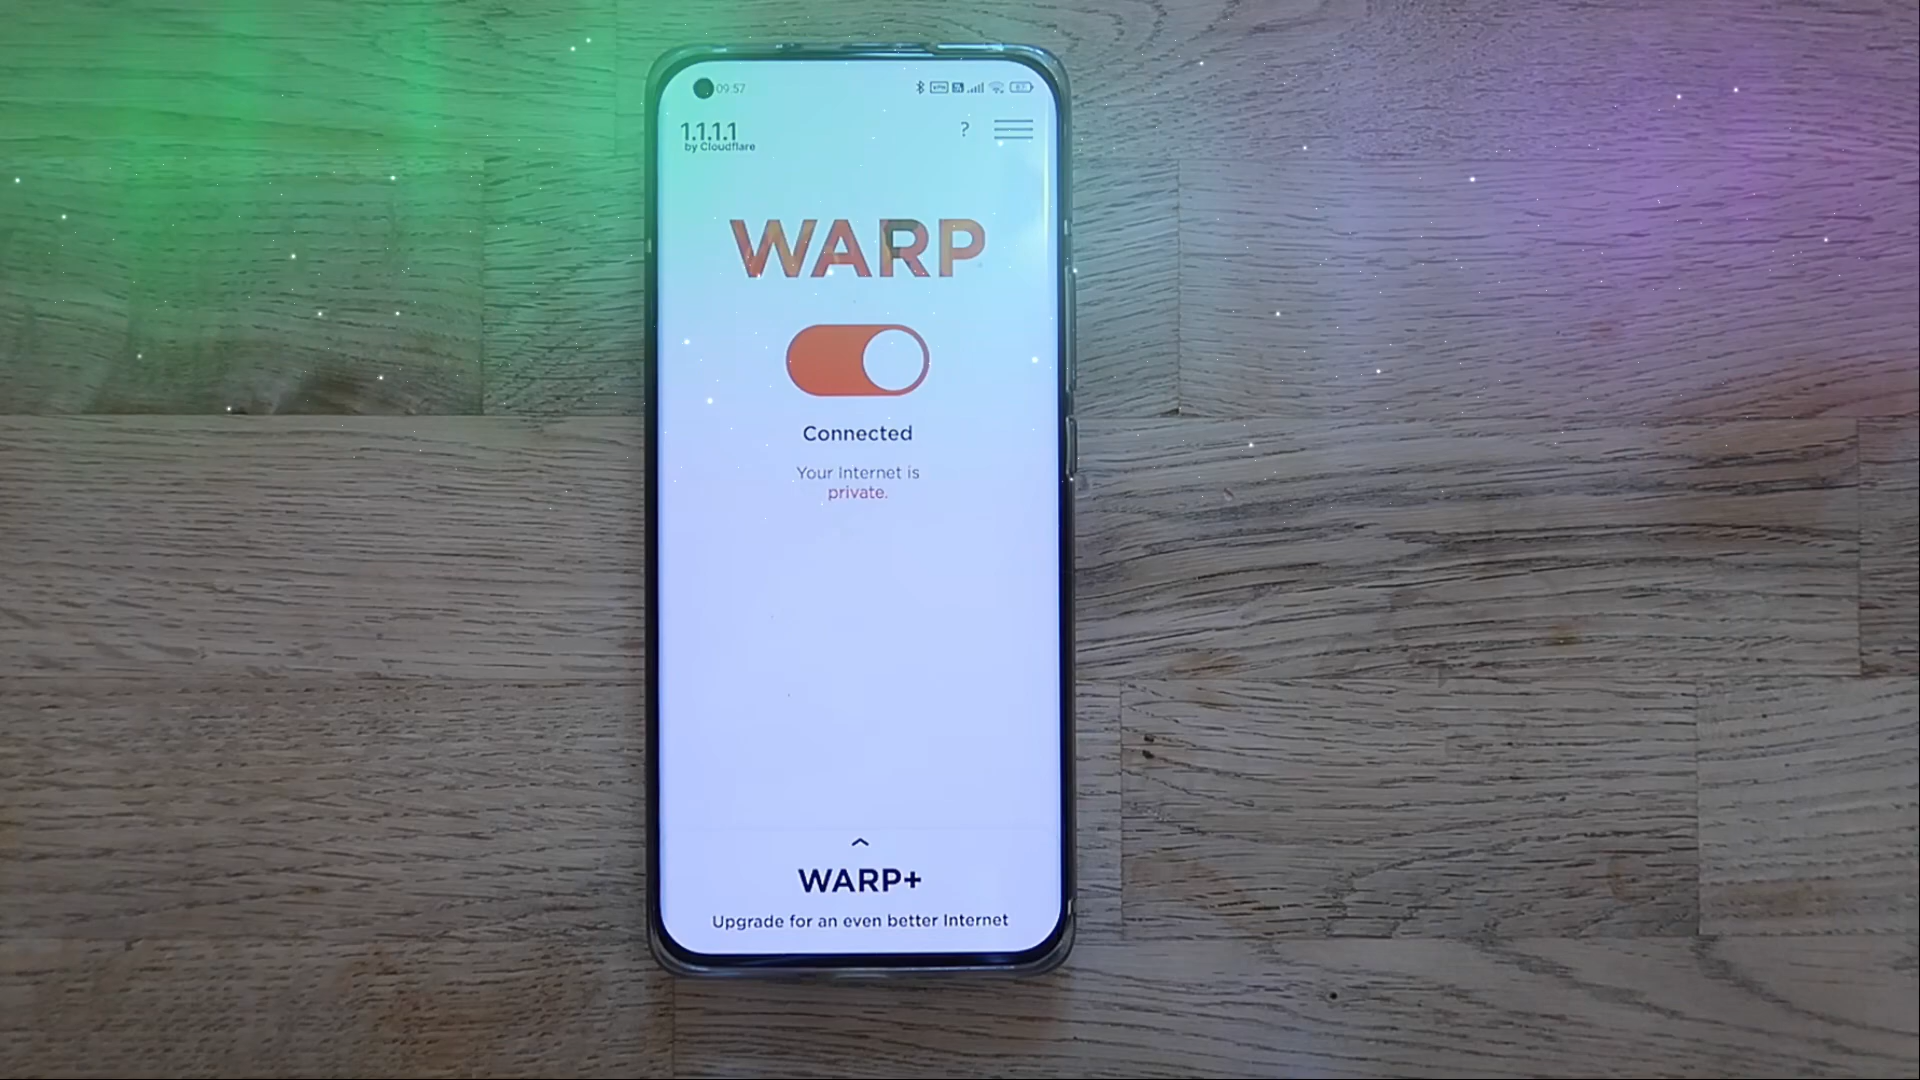 09:57
1.1.1.1
by Cloudflare
?
WARP
Connected
Your Internet is
private.
WARP+
Upgrade for an even better Internet